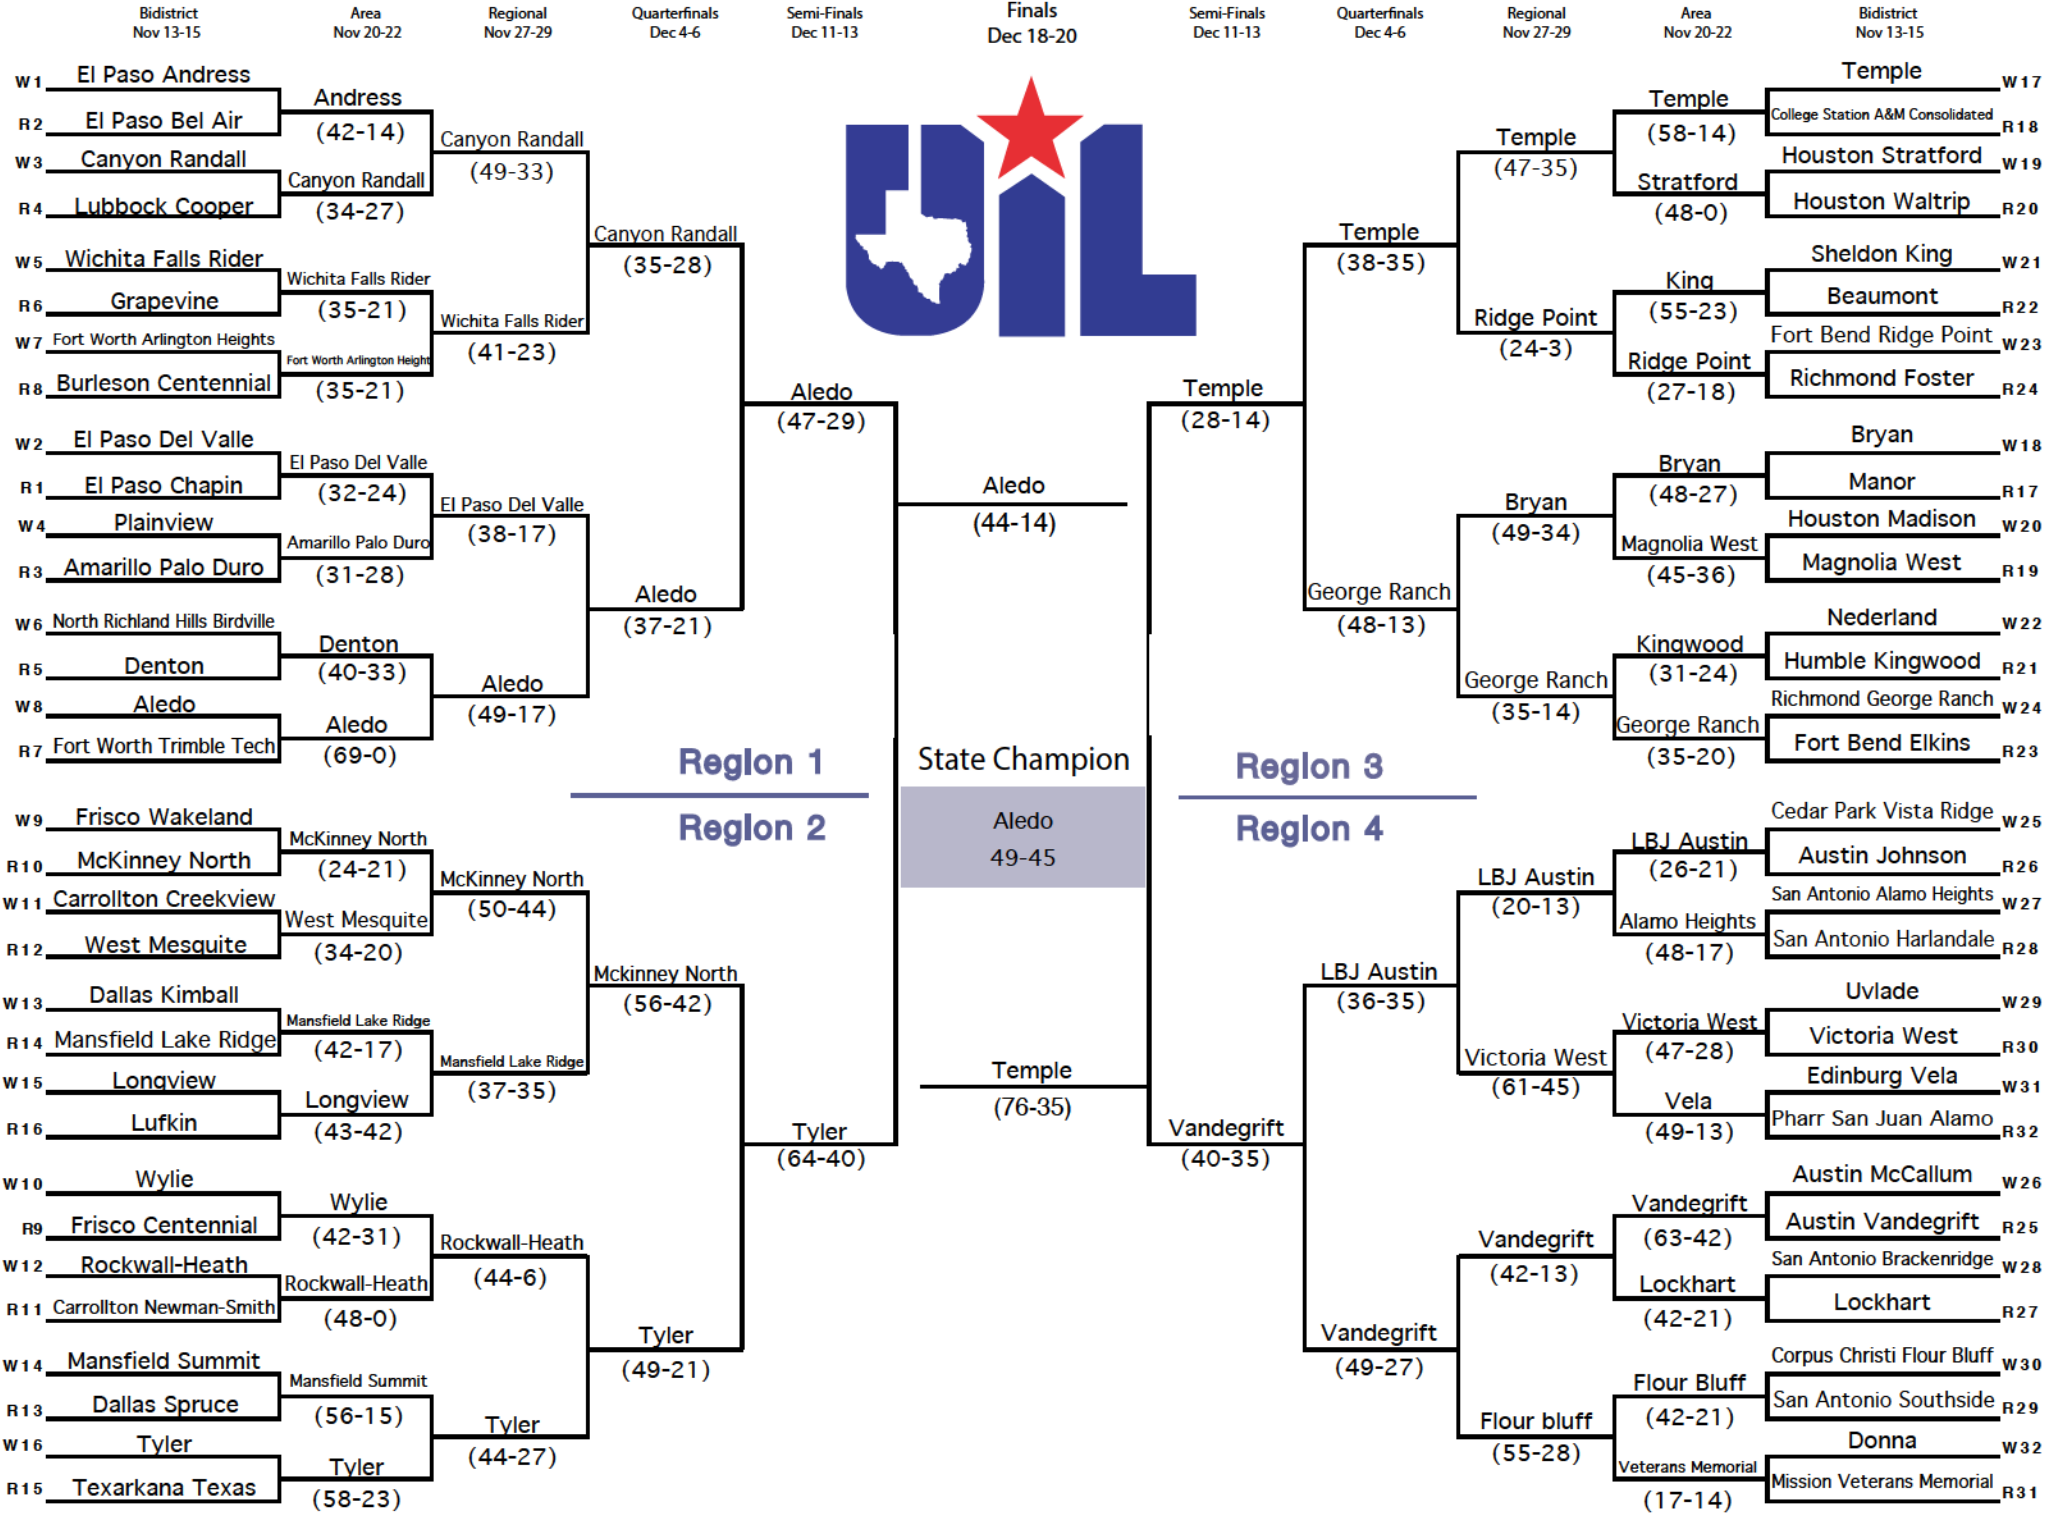 Bidistrict
Nov 13-15
Area
Nov 20-22
Regional
Nov 27-29
Quarterfinals
Dec 4-6
Semi-Finals
Dec 11-13
Finals
Dec 18-20
Semi-Finals
Dec 11-13
Quarterfinals
Dec 4-6
Regional
Nov 27-29
Area
Nov 20-22
Bidistrict
Nov 13-15
UIL
W1 El Paso Andress
R2 El Paso Bel Air
W3 Canyon Randall
R4 Lubbock Cooper
W5 Wichita Falls Rider
R6 Grapevine
W7 Fort Worth Arlington Heights
R8 Burleson Centennial
W2 El Paso Del Valle
R1 El Paso Chapin
W4 Plainview
R3 Amarillo Palo Duro
W6 North Richland Hills Birdville
R5 Denton
W8 Aledo
R7 Fort Worth Trimble Tech
W9 Frisco Wakeland
R10 McKinney North
W11 Carrollton Creekview
R12 West Mesquite
W13 Dallas Kimball
R14 Mansfield Lake Ridge
W15 Longview
R16 Lufkin
W10 Wylie
R9 Frisco Centennial
W12 Rockwall-Heath
R11 Carrollton Newman-Smith
W14 Mansfield Summit
R13 Dallas Spruce
W16 Tyler
R15 Texarkana Texas
Andress
(42-14)
Canyon Randall
(34-27)
Wichita Falls Rider
(35-21)
Fort Worth Arlington Height
(35-21)
El Paso Del Valle
(32-24)
Amarillo Palo Duro
(31-28)
Denton
(40-33)
Aledo
(69-0)
McKinney North
(24-21)
West Mesquite
(34-20)
Mansfield Lake Ridge
(42-17)
Longview
(43-42)
Wylie
(42-31)
Rockwall-Heath
(48-0)
Mansfield Summit
(56-15)
Tyler
(58-23)
Canyon Randall
(49-33)
Wichita Falls Rider
(41-23)
El Paso Del Valle
(38-17)
Aledo
(49-17)
McKinney North
(50-44)
Mansfield Lake Ridge
(37-35)
Rockwall-Heath
(44-6)
Tyler
(44-27)
Canyon Randall
(35-28)
Aledo
(37-21)
Mckinney North
(56-42)
Tyler
(49-21)
Aledo
(47-29)
Tyler
(64-40)
Region 1
Region 2
Aledo
(44-14)
State Champion
Aledo
49-45
Temple
(76-35)
Region 3
Region 4
Temple
(28-14)
Vandegrift
(40-35)
Temple
(38-35)
George Ranch
(48-13)
LBJ Austin
(36-35)
Vandegrift
(49-27)
Temple
(47-35)
Ridge Point
(24-3)
Bryan
(49-34)
George Ranch
(35-14)
LBJ Austin
(20-13)
Victoria West
(61-45)
Vandegrift
(42-13)
Flour bluff
(55-28)
Temple
(58-14)
Stratford
(48-0)
King
(55-23)
Ridge Point
(27-18)
Bryan
(48-27)
Magnolia West
(45-36)
Kingwood
(31-24)
George Ranch
(35-20)
LBJ Austin
(26-21)
Alamo Heights
(48-17)
Victoria West
(47-28)
Vela
(49-13)
Vandegrift
(63-42)
Lockhart
(42-21)
Flour Bluff
(42-21)
Veterans Memorial
(17-14)
Temple W17
College Station A&M Consolidated R18
Houston Stratford W19
Houston Waltrip R20
Sheldon King W21
Beaumont R22
Fort Bend Ridge Point W23
Richmond Foster R24
Bryan W18
Manor R17
Houston Madison W20
Magnolia West R19
Nederland W22
Humble Kingwood R21
Richmond George Ranch W24
Fort Bend Elkins R23
Cedar Park Vista Ridge W25
Austin Johnson R26
San Antonio Alamo Heights W27
San Antonio Harlandale R28
Uvlade W29
Victoria West R30
Edinburg Vela W31
Pharr San Juan Alamo R32
Austin McCallum W26
Austin Vandegrift R25
San Antonio Brackenridge W28
Lockhart R27
Corpus Christi Flour Bluff W30
San Antonio Southside R29
Donna W32
Mission Veterans Memorial R31